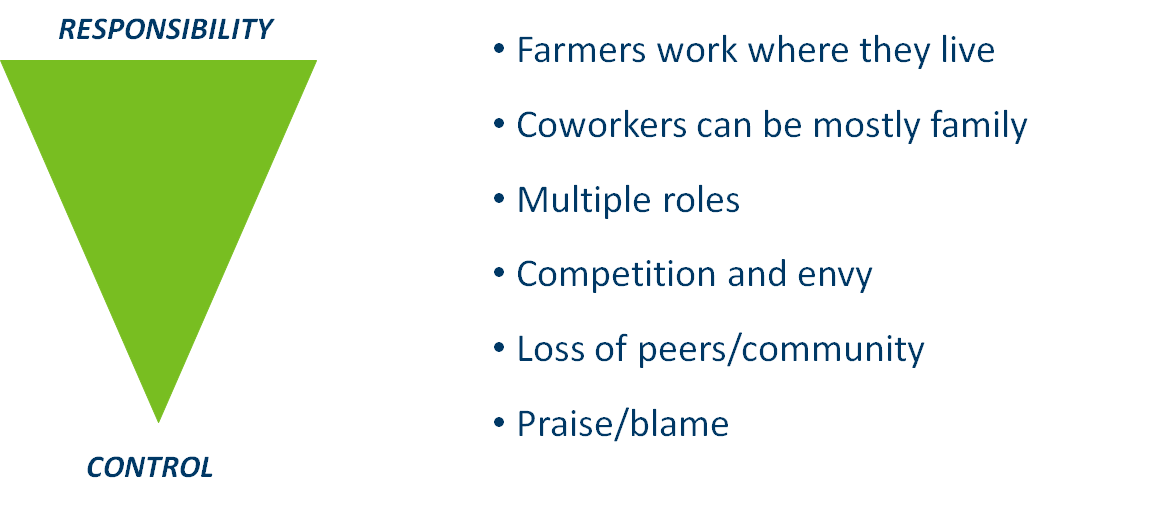 RESPONSIBILITY
CONTROL
• Farmers work where they live
• Coworkers can be mostly family
• Multiple roles
• Competition and envy
• Loss of peers/community
• Praise/blame